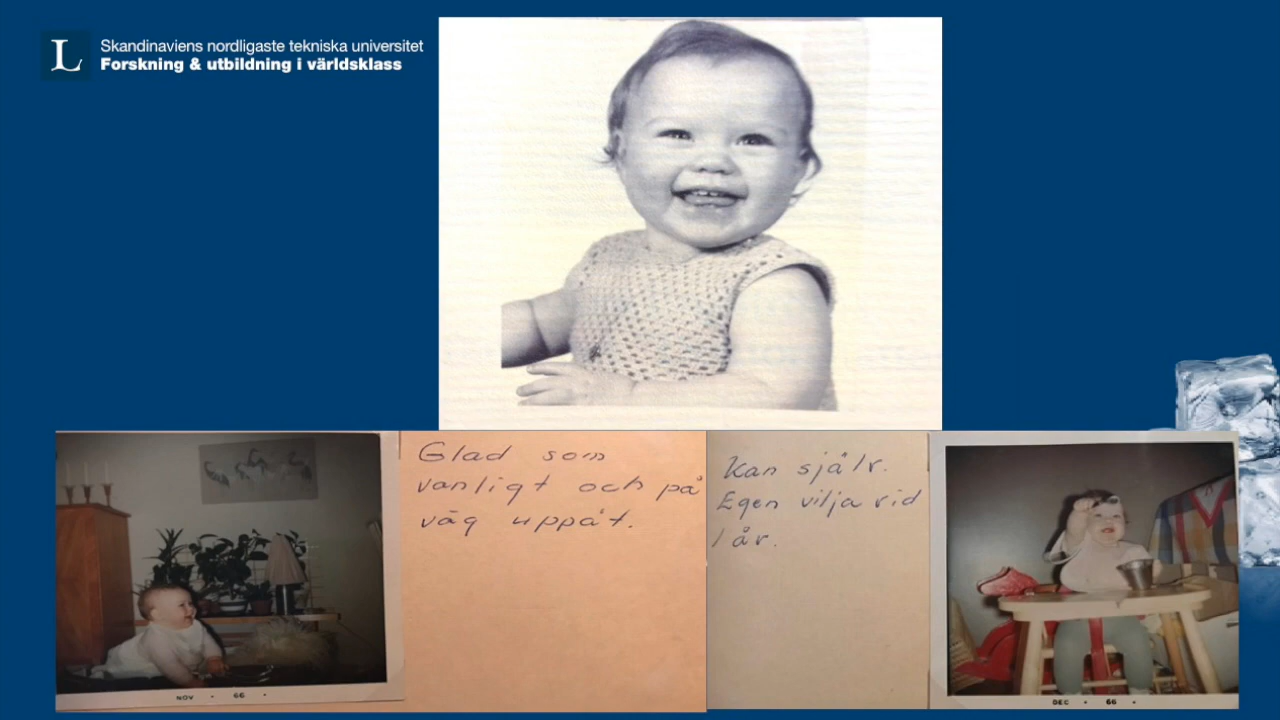 Skandinaviens nordligaste tekniska universitet
Forskning & utbildning i världsklass
Glad som
vanligt och på
väg uppåt.
Kan själv.
Egen vilja vid
1 år.
NOV • 66 •
DEC • 66 •